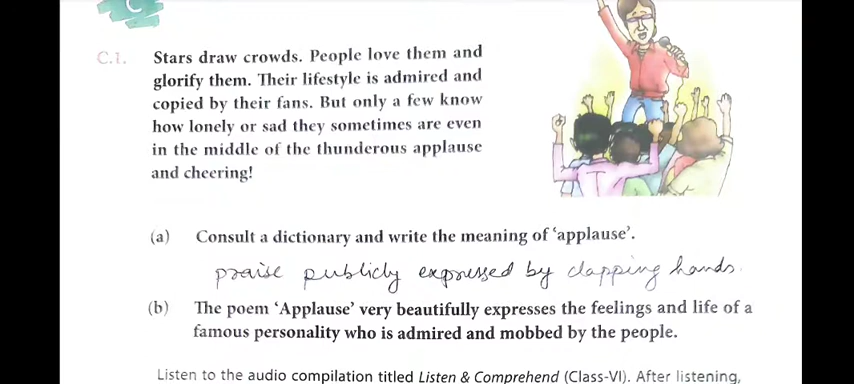 C
C.1. Stars draw crowds. People love them and
glorify them. Their lifestyle is admired and
copied by their fans. But only a few know
how lonely or sad they sometimes are even
in the middle of the thunderous applause
and cheering!
(a) Consult a dictionary and write the meaning of ‘applause’.
praise publicly expressed by clapping hands.
(b) The poem ‘Applause’ very beautifully expresses the feelings and life of a
famous personality who is admired and mobbed by the people.
Listen to the audio compilation titled Listen & Comprehend (Class-VI). After listening,